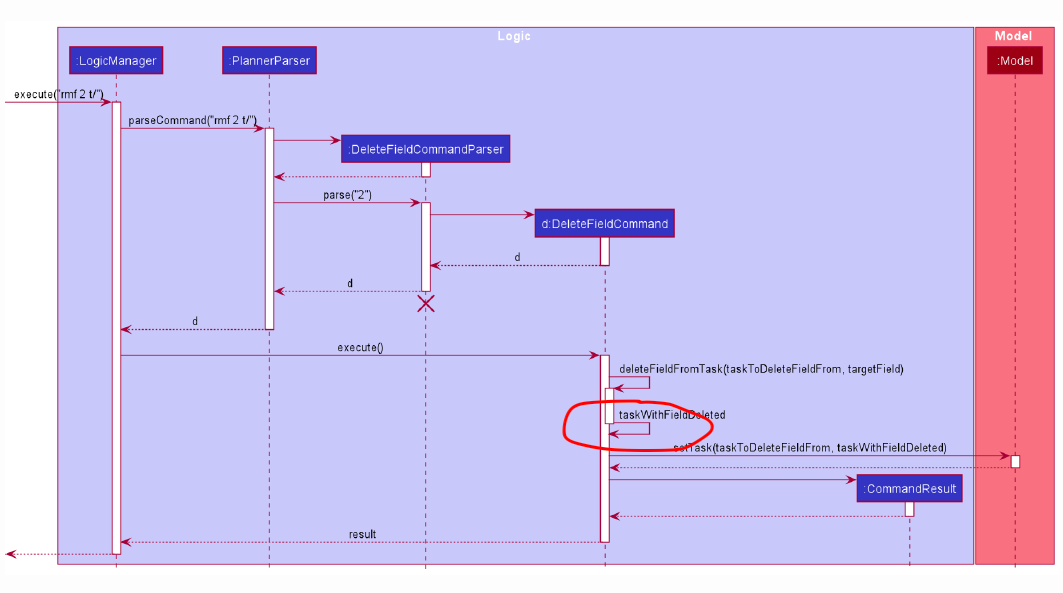 Logic
Model
:LogicManager
:PlannerParser
:Model
execute("rmf 2 t/")
parseCommand("rmf 2 t/")
:DeleteFieldCommandParser
parse("2")
d:DeleteFieldCommand
d
d
d
execute()
deleteFieldFromTask(taskToDeleteFieldFrom, targetField)
taskWithFieldDeleted
setTask(taskToDeleteFieldFrom, taskWithFieldDeleted)
:CommandResult
result